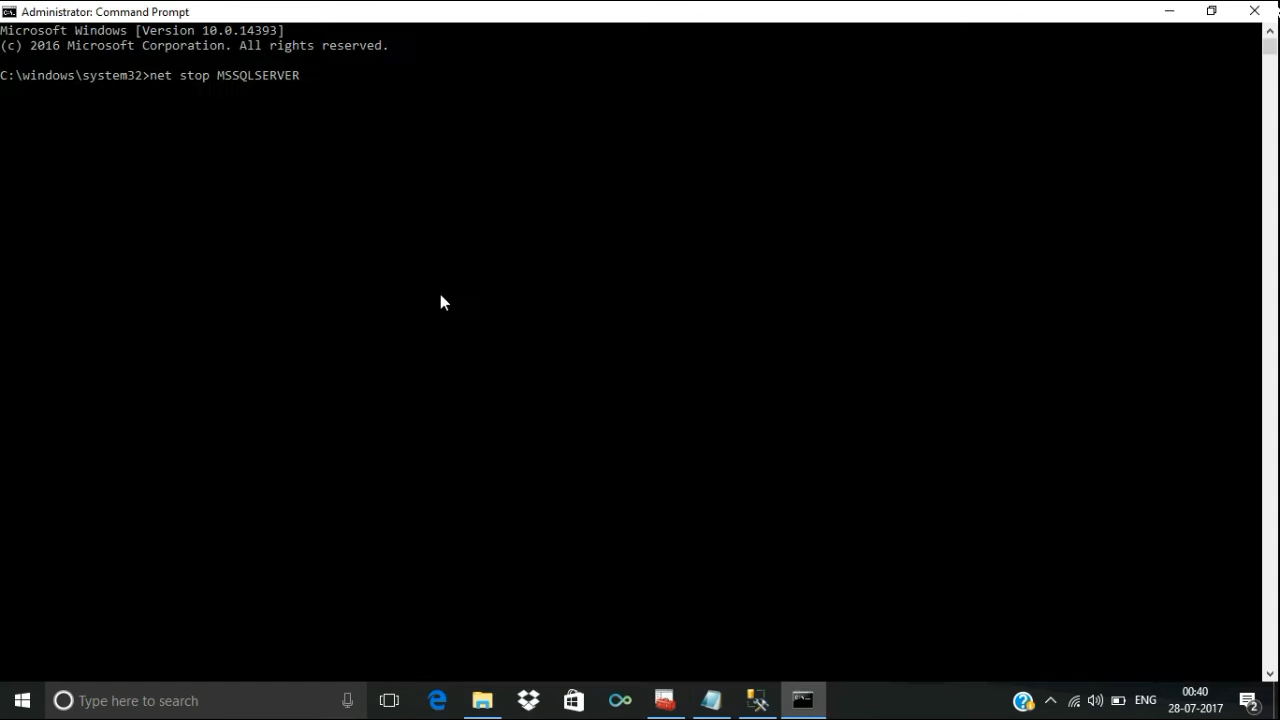 Administrator: Command Prompt
Microsoft Windows [Version 10.0.14393]
(c) 2016 Microsoft Corporation. All rights reserved.
C:\windows\system32>net stop MSSQLSERVER
Type here to search
ENG
00:40
28-07-2017
2